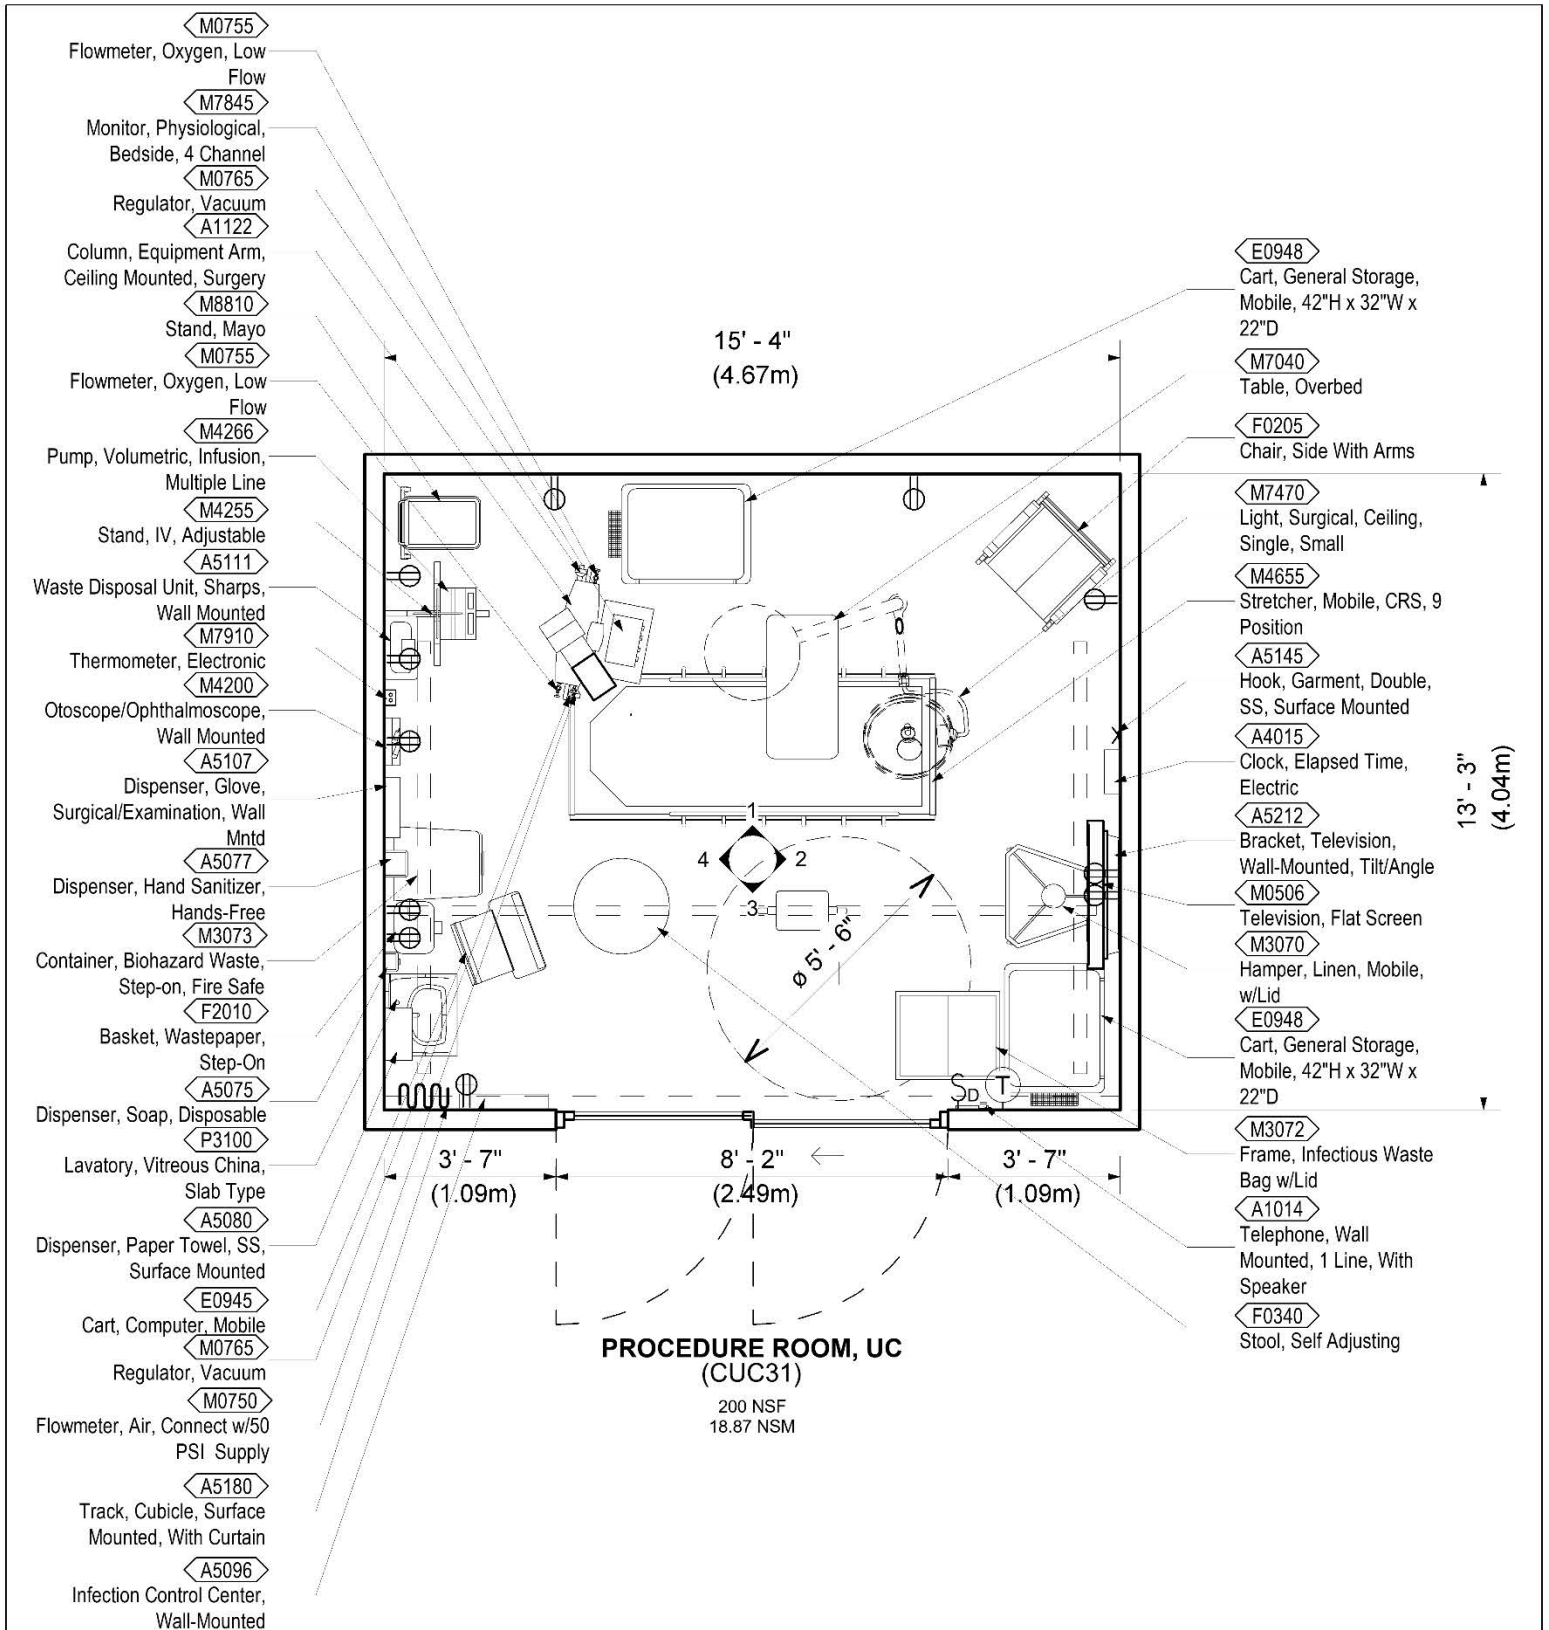 M0755
Flowmeter, Oxygen, Low
Flow
M7845
Monitor, Physiological,
Bedside, 4 Channel
M0765
Regulator, Vacuum
A1122
Column, Equipment Arm,
Ceiling Mounted, Surgery
M8810
Stand, Mayo
M0755
Flowmeter, Oxygen, Low
Flow
M4266
Pump, Volumetric, Infusion,
Multiple Line
M4255
Stand, IV, Adjustable
A5111
Waste Disposal Unit, Sharps,
Wall Mounted
M7910
Thermometer, Electronic
M4200
Otoscope/Ophthalmoscope,
Wall Mounted
A5107
Dispenser, Glove,
Surgical/Examination, Wall
Mntd
A5077
Dispenser, Hand Sanitizer,
Hands-Free
M3073
Container, Biohazard Waste,
Step-on, Fire Safe
F2010
Basket, Wastepaper,
Step-On
A5075
Dispenser, Soap, Disposable
P3100
Lavatory, Vitreous China,
Slab Type
A5080
Dispenser, Paper Towel, SS,
Surface Mounted
E0945
Cart, Computer, Mobile
M0765
Regulator, Vacuum
M0750
Flowmeter, Air, Connect w/50
PSI Supply
A5180
Track, Cubicle, Surface
Mounted, With Curtain
A5096
Infection Control Center,
Wall-Mounted
15' - 4"
(4.67m)
1
4 2
3
ø 5' - 6"
X
SD
T
3' - 7"
(1.09m)
8' - 2"
(2.49m)
3' - 7"
(1.09m)
13' - 3"
(4.04m)
PROCEDURE ROOM, UC
(CUC31)
200 NSF
18.87 NSM
E0948
Cart, General Storage,
Mobile, 42"H x 32"W x
22"D
M7040
Table, Overbed
F0205
Chair, Side With Arms
M7470
Light, Surgical, Ceiling,
Single, Small
M4655
Stretcher, Mobile, CRS, 9
Position
A5145
Hook, Garment, Double,
SS, Surface Mounted
A4015
Clock, Elapsed Time,
Electric
A5212
Bracket, Television,
Wall-Mounted, Tilt/Angle
M0506
Television, Flat Screen
M3070
Hamper, Linen, Mobile,
w/Lid
E0948
Cart, General Storage,
Mobile, 42"H x 32"W x
22"D
M3072
Frame, Infectious Waste
Bag w/Lid
A1014
Telephone, Wall
Mounted, 1 Line, With
Speaker
F0340
Stool, Self Adjusting